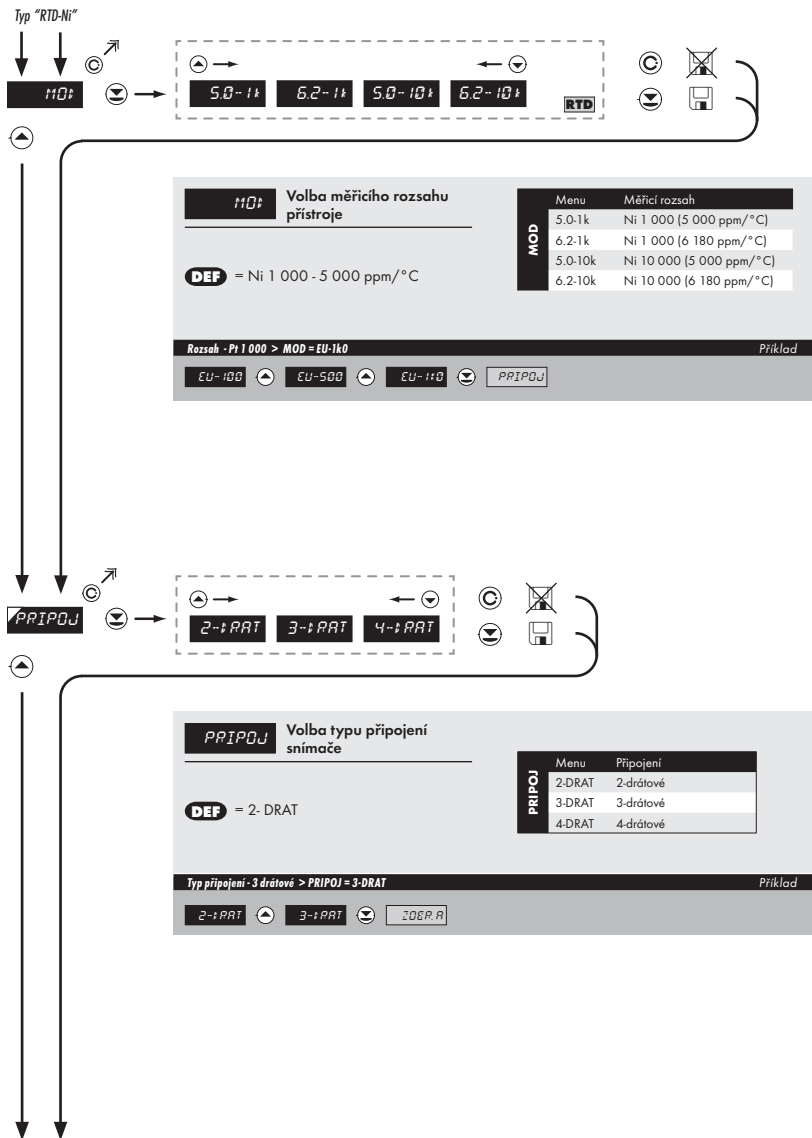 Typ “RTD-Ni”
MOD
5.0-1k 6.2-1k 5.0-10k 6.2-10k
RTD
MOD
Volba měřicího rozsahu
přístroje
DEF = Ni 1 000 - 5 000 ppm/°C
MOD
Menu Měřicí rozsah
5.0-1k Ni 1 000 (5 000 ppm/°C)
6.2-1k Ni 1 000 (6 180 ppm/°C)
5.0-10k Ni 10 000 (5 000 ppm/°C)
6.2-10k Ni 10 000 (6 180 ppm/°C)
Rozsah - Pt 1 000 > MOD = EU-1k0 Příklad
EU-100 EU-500 EU-1k0 PRIPOJ
PRIPOJ
2-DRAT 3-DRAT 4-DRAT
PRIPOJ
Volba typu připojení
snímače
DEF = 2- DRAT
PRIPOJ
Menu Připojení
2-DRAT 2-drátové
3-DRAT 3-drátové
4-DRAT 4-drátové
Typ připojení - 3 drátové > PRIPOJ = 3-DRAT Příklad
2-DRAT 3-DRAT ZOER.A